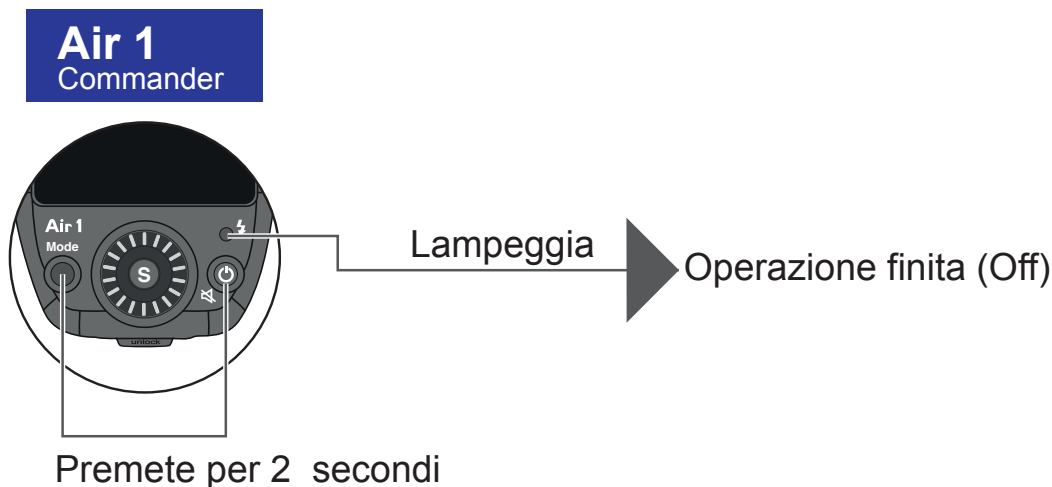 Air 1
Commander
Air 1
Mode
S
unlock
Lampeggia
Operazione finita (Off)
Premete per 2 secondi